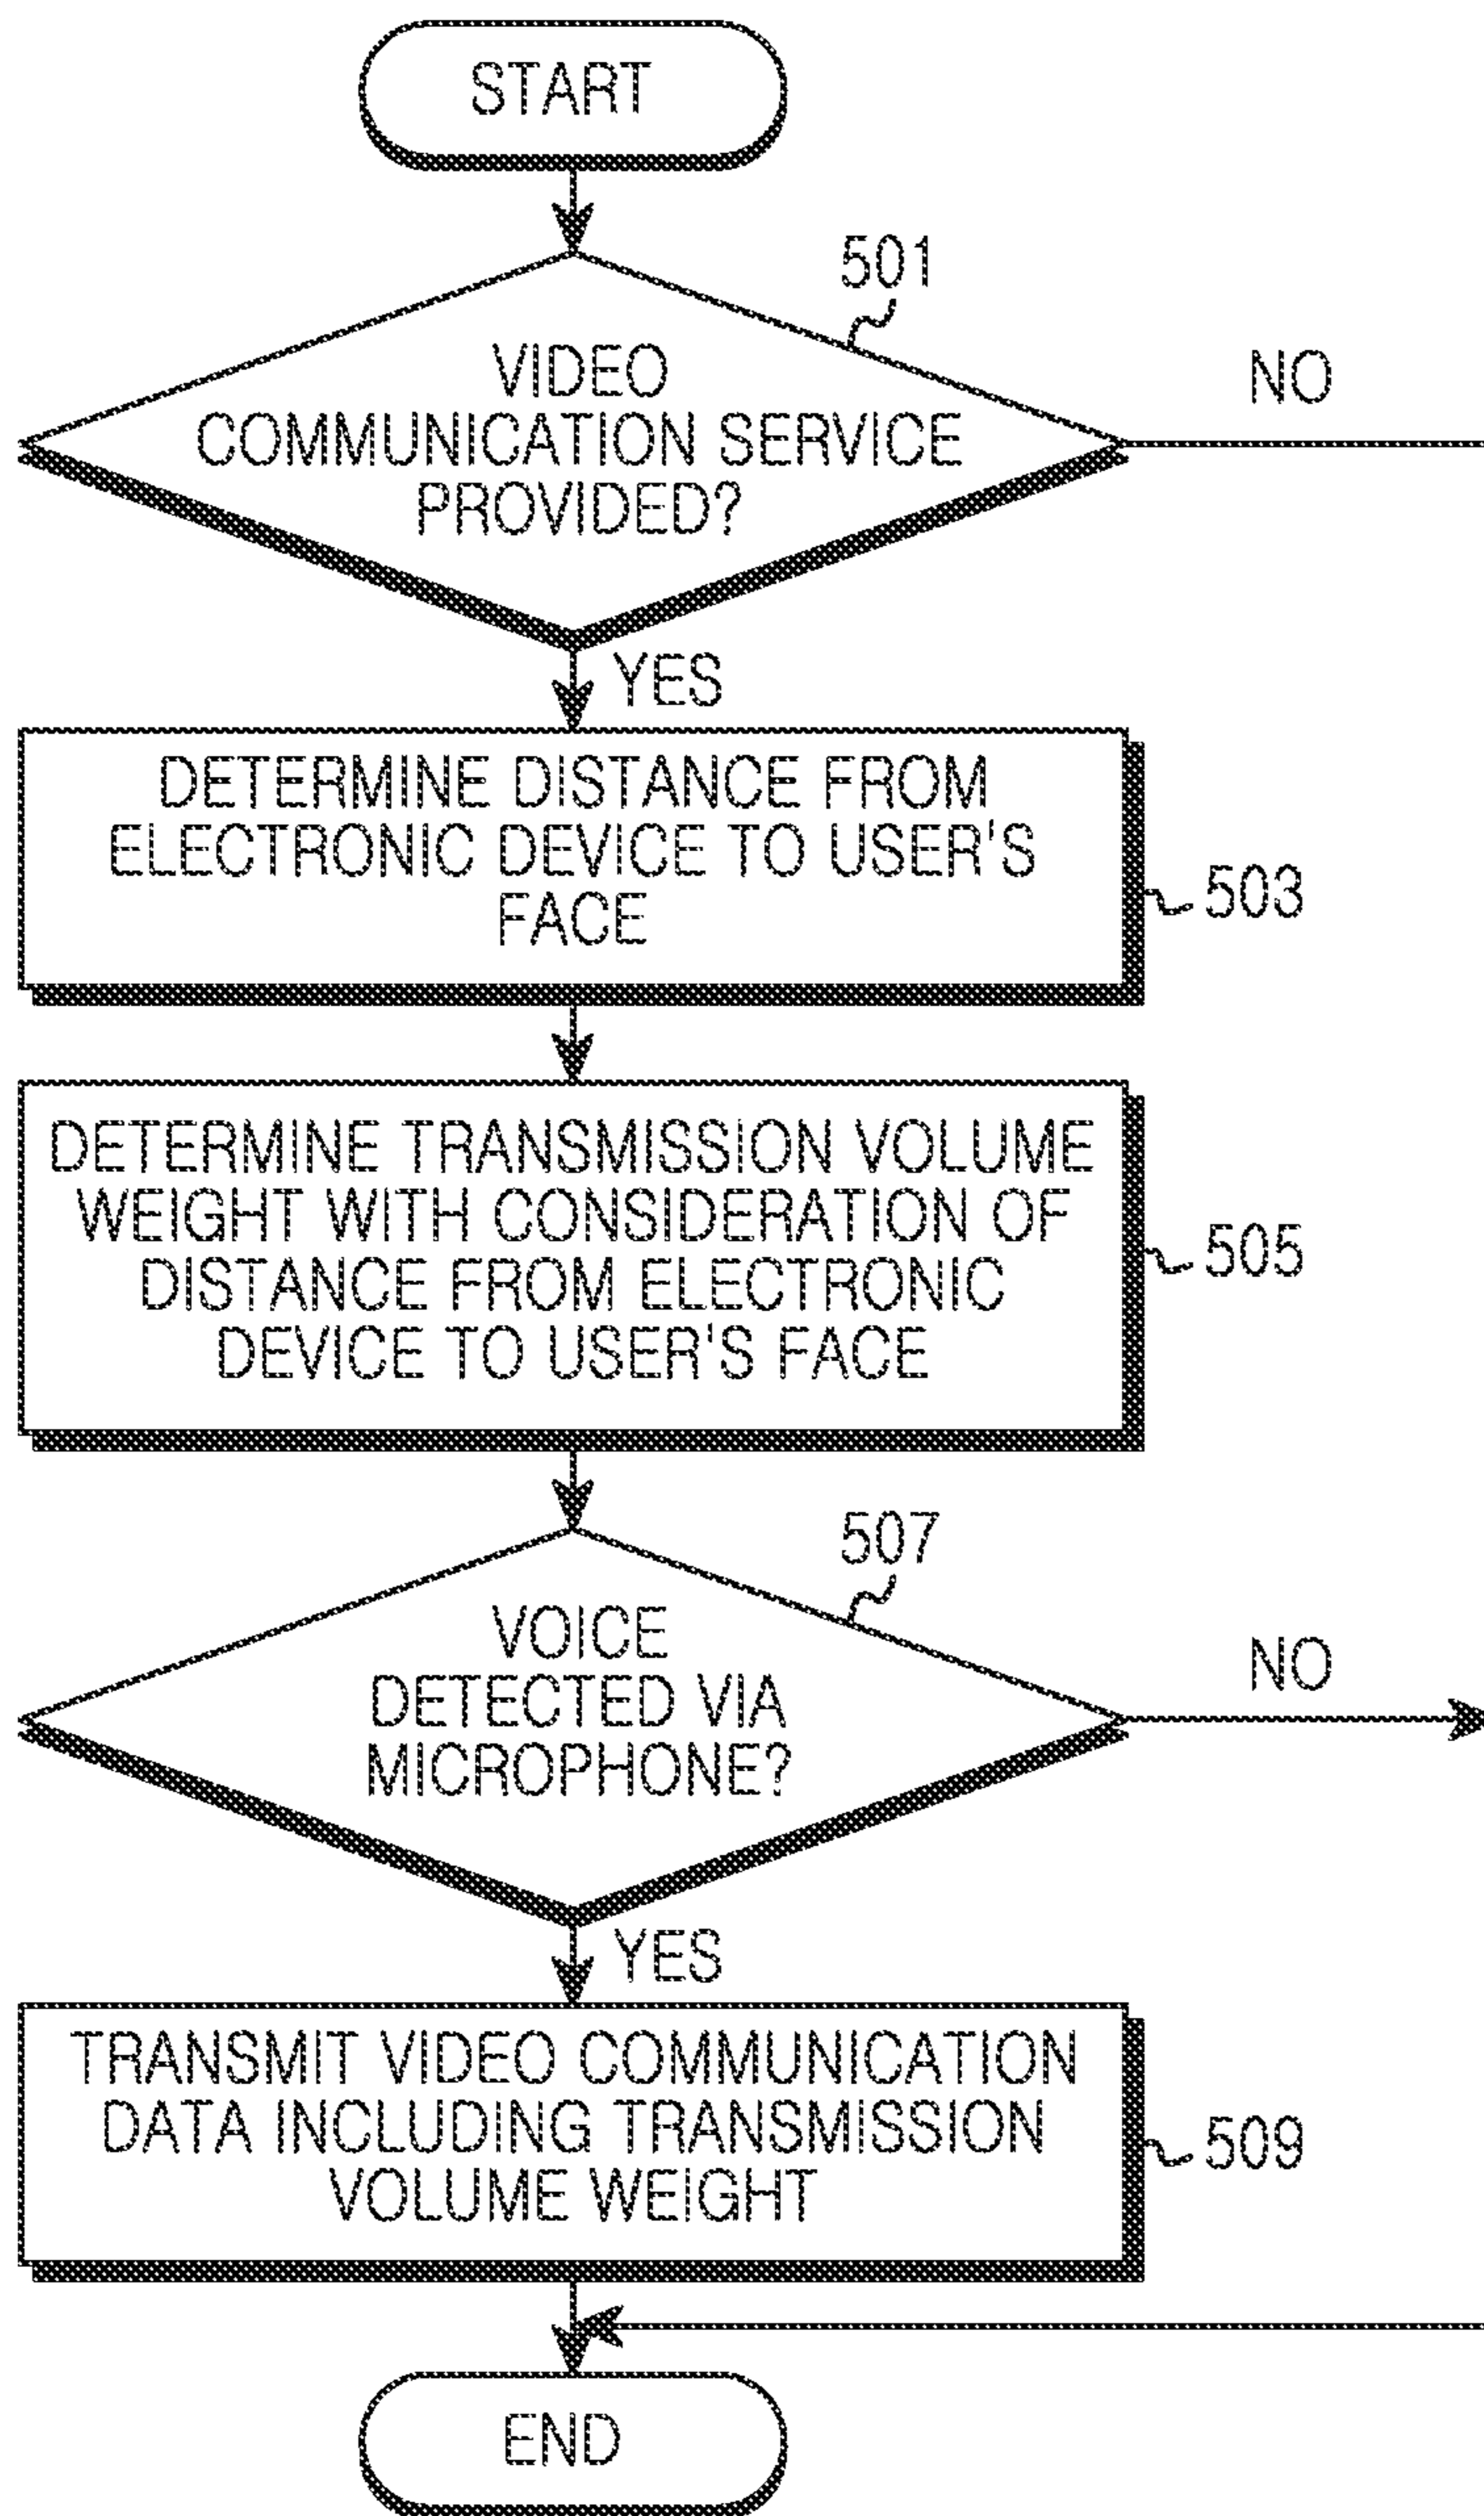 START
501
VIDEO
COMMUNICATION SERVICE
PROVIDED?
NO
YES
DETERMINE DISTANCE FROM
ELECTRONIC DEVICE TO USER'S
FACE
503
DETERMINE TRANSMISSION VOLUME
WEIGHT WITH CONSIDERATION OF
DISTANCE FROM ELECTRONIC
DEVICE TO USER'S FACE
505
507
VOICE
DETECTED VIA
MICROPHONE?
NO
YES
TRANSMIT VIDEO COMMUNICATION
DATA INCLUDING TRANSMISSION
VOLUME WEIGHT
509
END